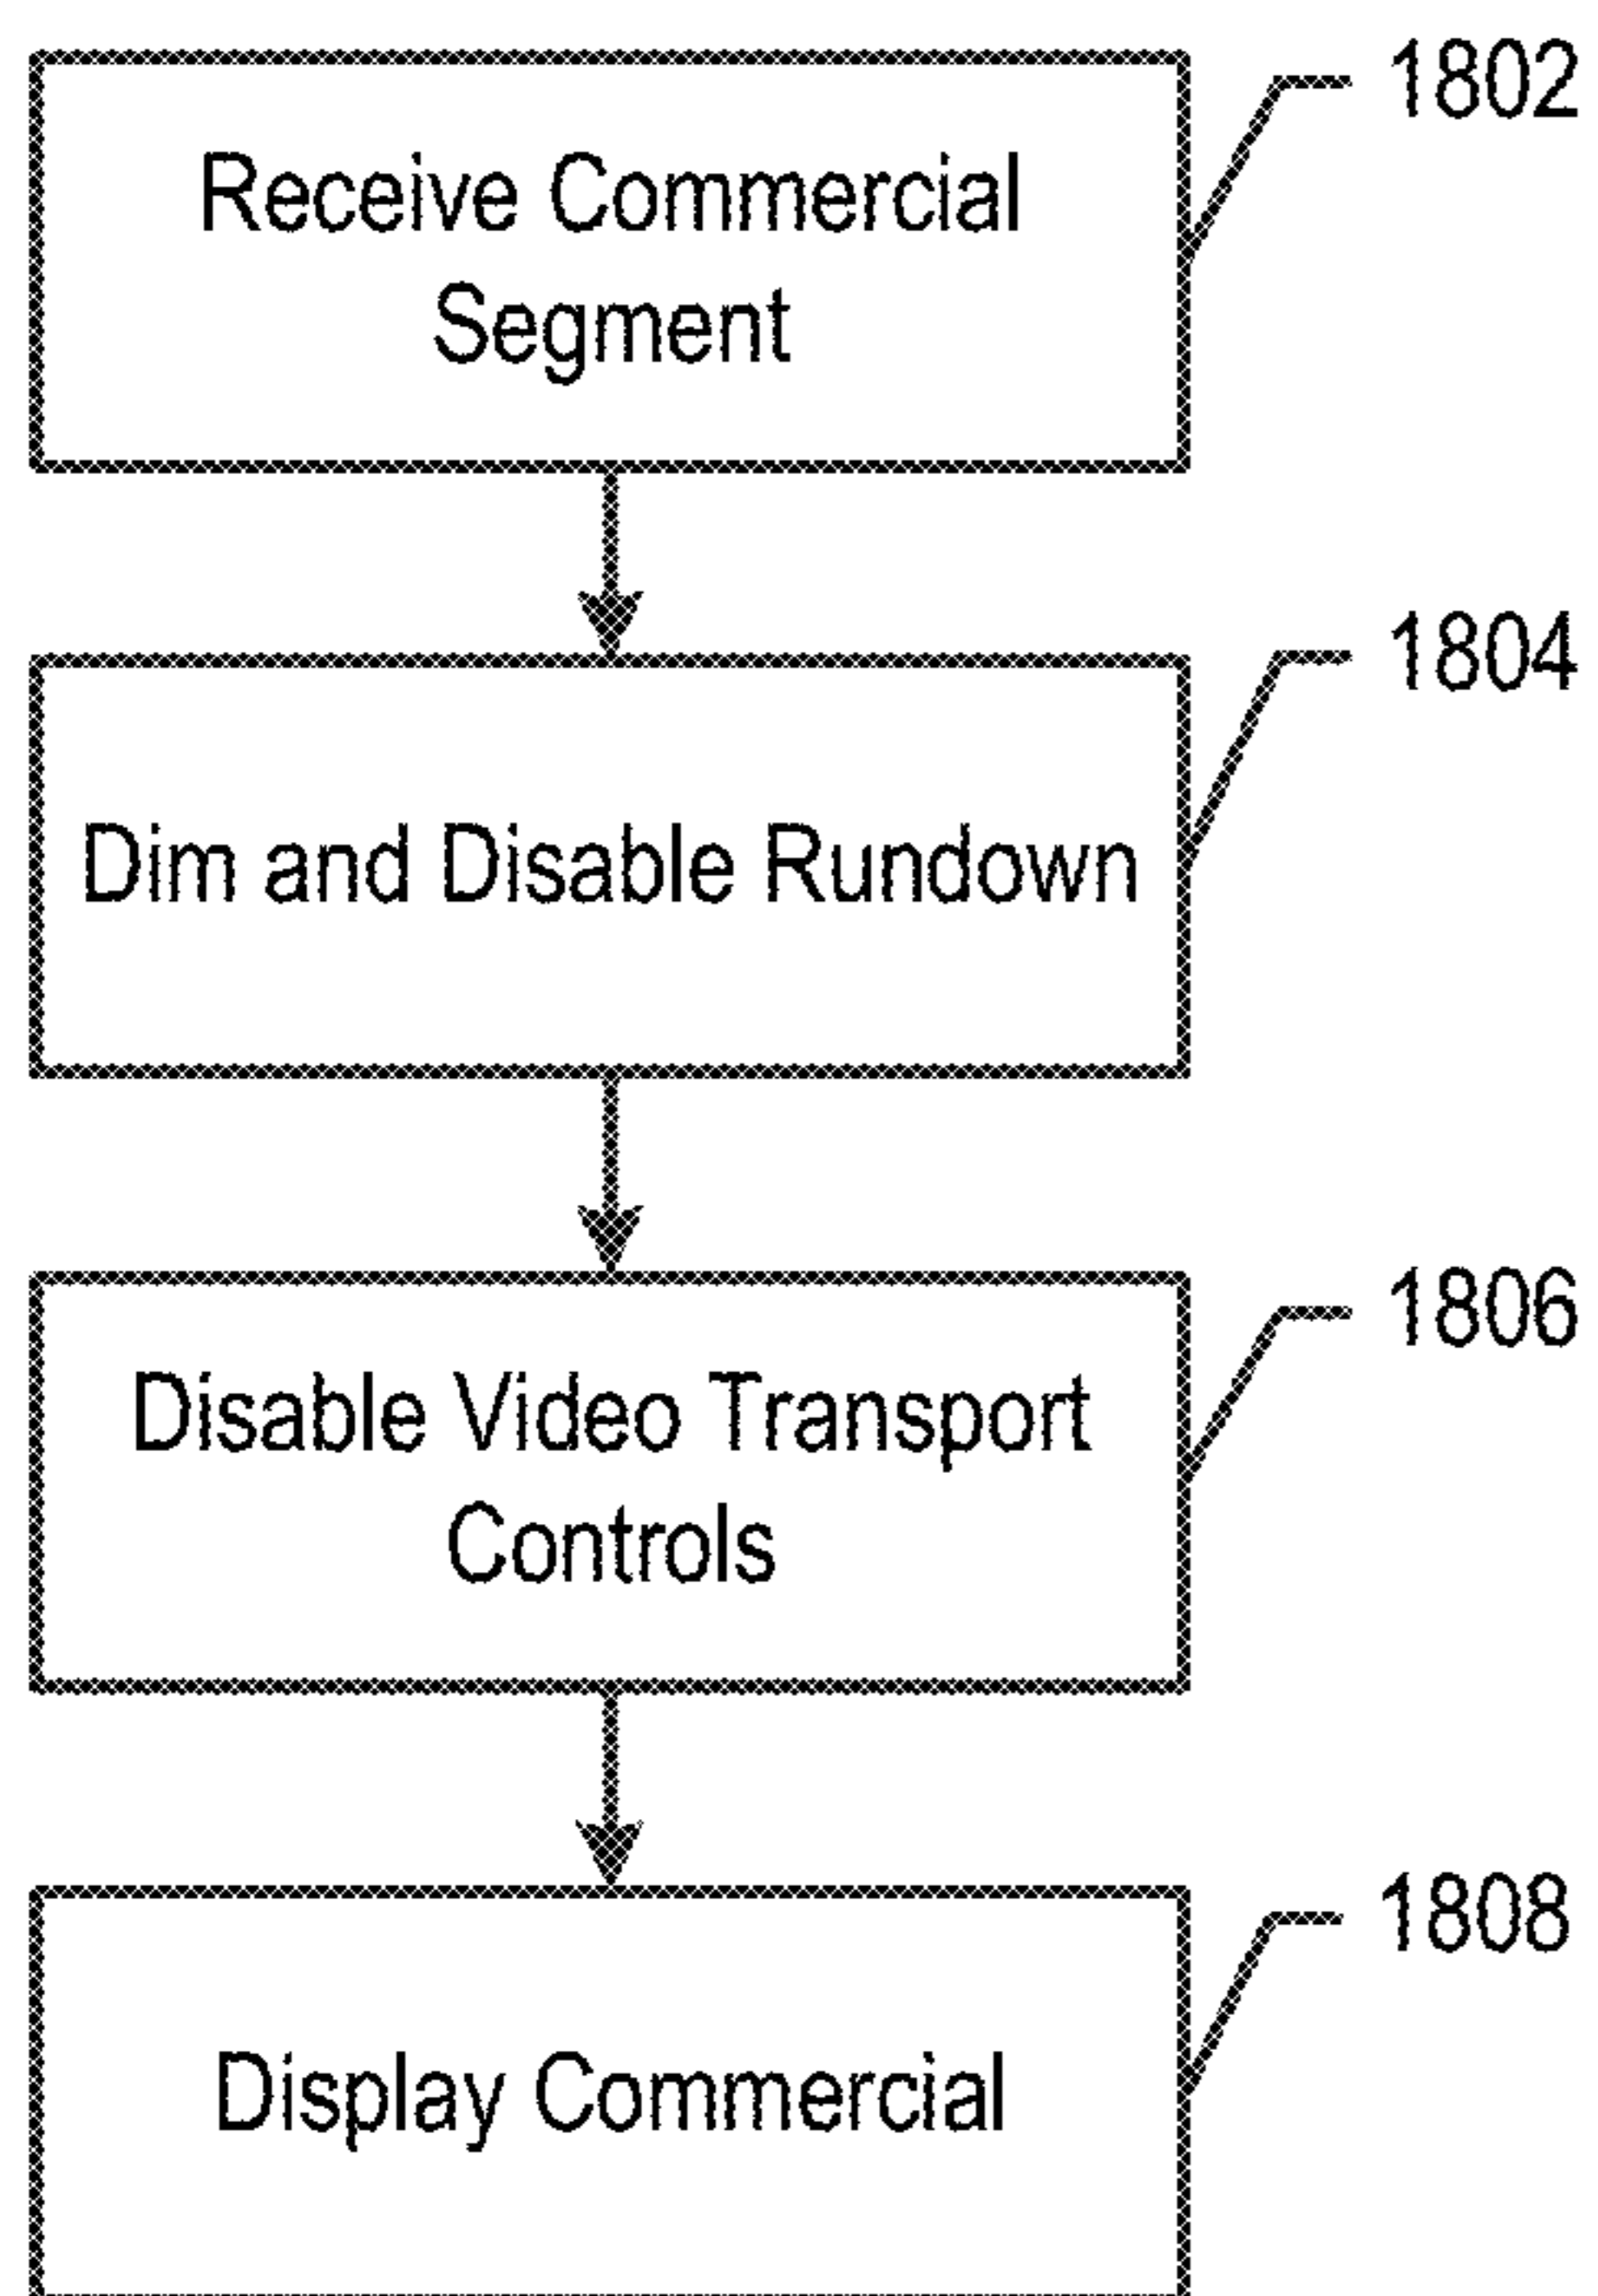 1802
Receive Commercial
Segment
1804
Dim and Disable Rundown
1806
Disable Video Transport
Controls
1808
Display Commercial